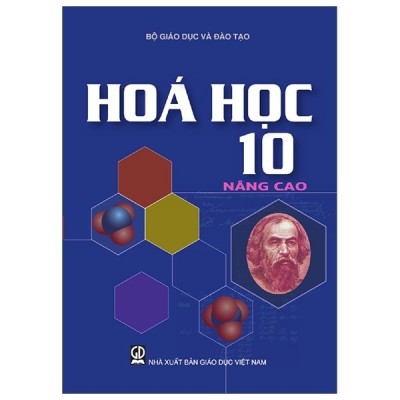 BỘ GIÁO DỤC VÀ ĐÀO TẠO
HOÁ HỌC
10
NÂNG CAO
GD
NHÀ XUẤT BẢN GIÁO DỤC VIỆT NAM